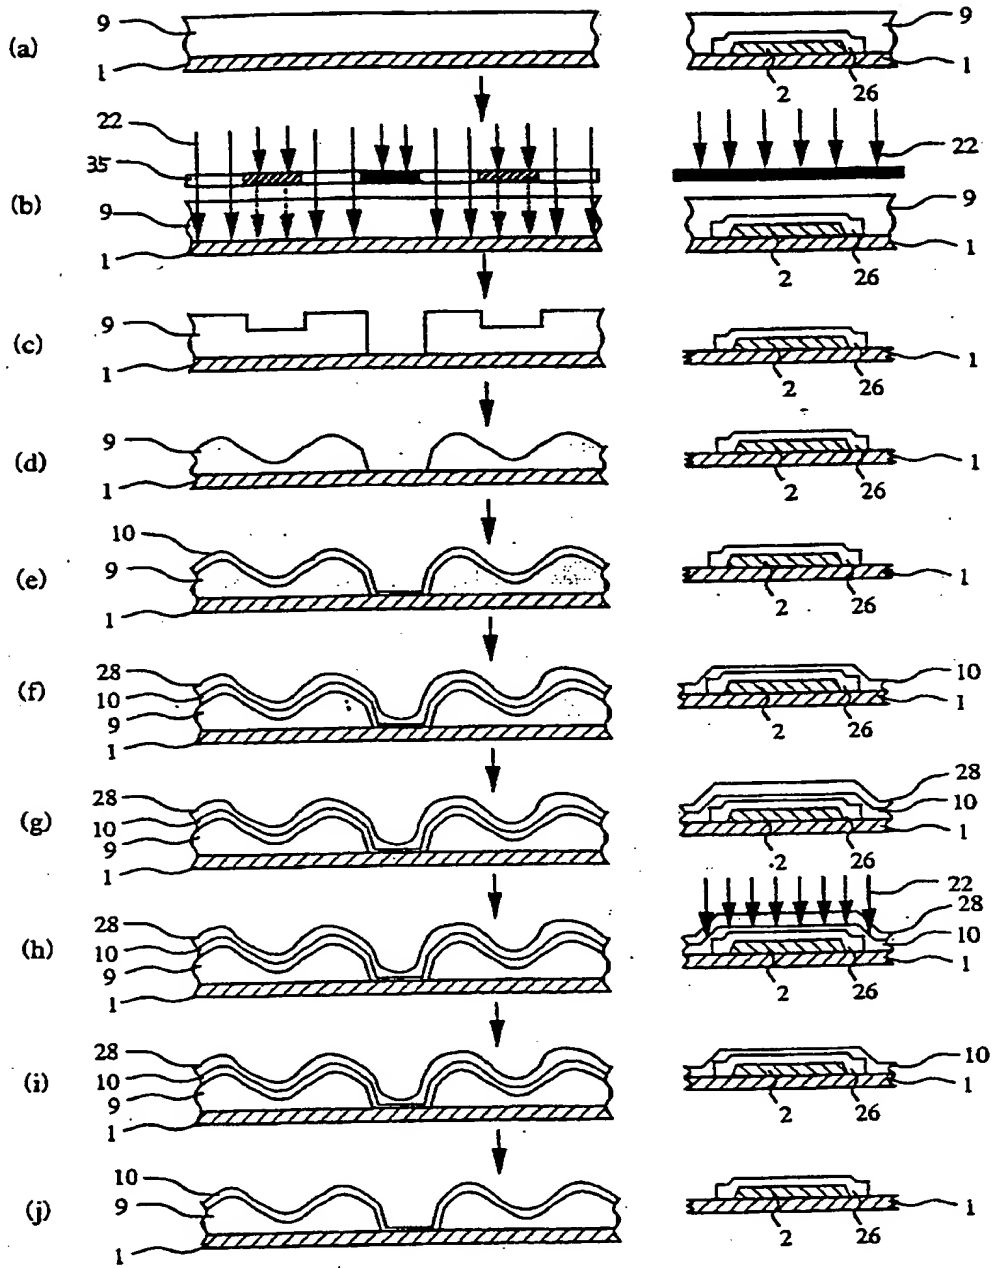 (a) 9 1 9 1 2 26
(b) 22 35 9 1 22 9 1 2 26
(c) 9 1 1 2 26
(d) 9 1 1 2 26
(e) 10 9 1 1 2 26
(f) 28 10 9 1 10 1 2 26
(g) 28 10 9 1 28 10 1 2 26
(h) 28 10 9 1 22 28 10 1 2 26
(i) 28 10 9 1 10 1 2 26
(j) 10 9 1 1 2 26